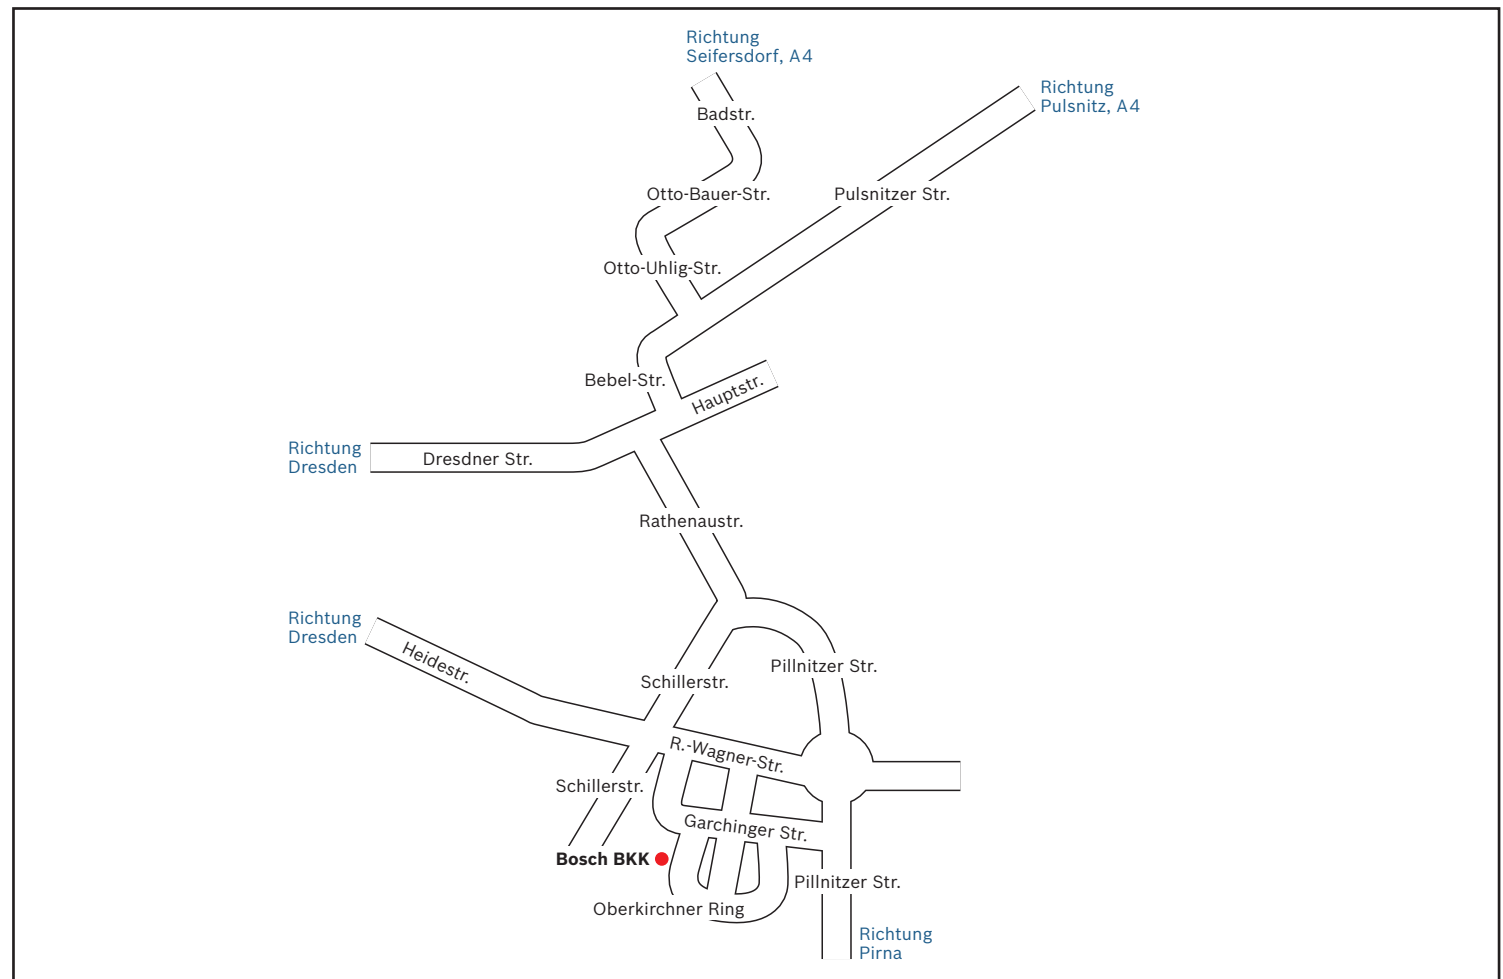 Richtung
Seifersdorf, A4
Richtung
Pulsnitz, A4
Badstr.
Otto-Bauer-Str.
Pulsnitzer Str.
Otto-Uhlig-Str.
Bebel-Str.
Hauptstr.
Richtung
Dresden
Dresdner Str.
Rathenaustr.
Richtung
Dresden
Heidestr.
Pillnitzer Str.
Schillerstr.
R.-Wagner-Str.
Schillerstr.
Garchinger Str.
Bosch BKK
Pillnitzer Str.
Oberkirchner Ring
Richtung
Pirna